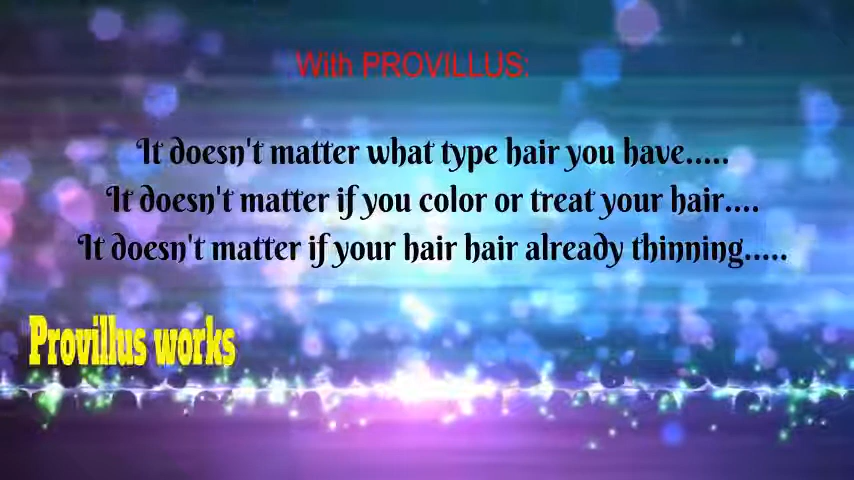 With PROVILLUS:
It doesn't matter what type hair you have.....
It doesn't matter if you color or treat your hair....
It doesn't matter if your hair hair already thinning.....
Provillus works